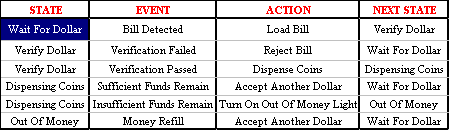 STATE EVENT ACTION NEXT STATE
Wait For Dollar Bill Detected Load Bill Verify Dollar
Verify Dollar Verification Failed Reject Bill Wait For Dollar
Verify Dollar Verification Passed Dispense Coins Dispensing Coins
Dispensing Coins Sufficient Funds Remain Accept Another Dollar Wait For Dollar
Dispensing Coins Insufficient Funds Remain Turn On Out Of Money Light Out Of Money
Out Of Money Money Refill Accept Another Dollar Wait For Dollar